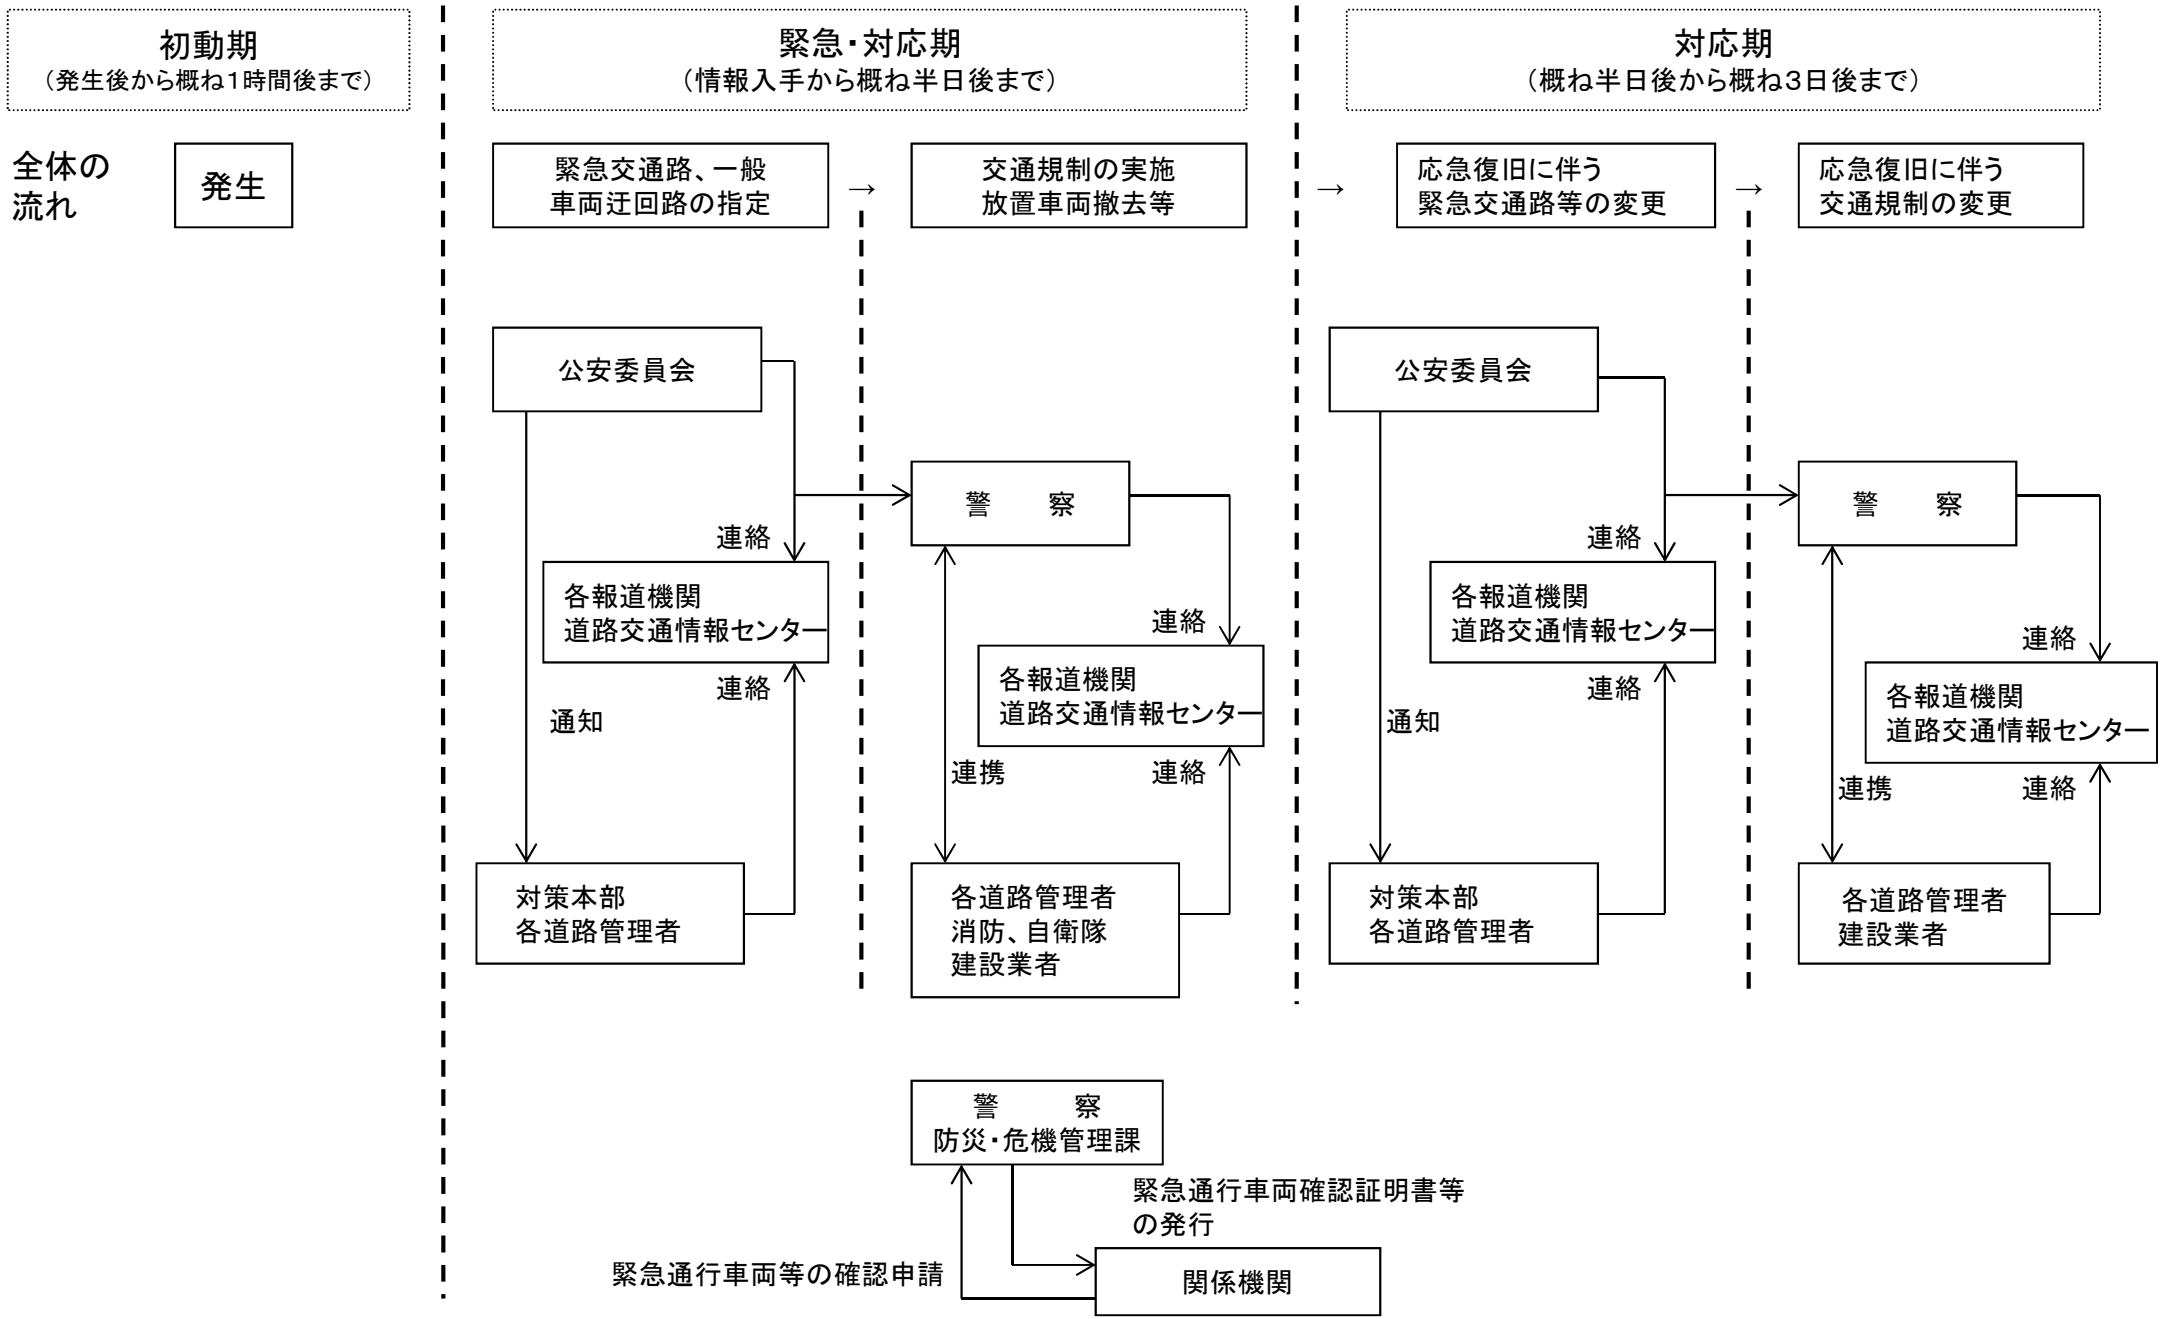 初動期
（発生後から概ね１時間後まで）
緊急・対応期
（情報入手から概ね半日後まで）
対応期
（概ね半日後から概ね３日後まで）
全体の
流れ
発生
緊急交通路、一般
車両迂回路の指定
→
交通規制の実施
放置車両撤去等
→
応急復旧に伴う
緊急交通路等の変更
→
応急復旧に伴う
交通規制の変更
公安委員会
連絡
各報道機関
道路交通情報センター
連絡
通知
対策本部
各道路管理者
警　　察
連絡
各報道機関
道路交通情報センター
連携
連絡
各道路管理者
消防、自衛隊
建設業者
公安委員会
連絡
各報道機関
道路交通情報センター
連絡
通知
対策本部
各道路管理者
警　　察
連絡
各報道機関
道路交通情報センター
連携
連絡
各道路管理者
建設業者
警　　察
防災・危機管理課
緊急通行車両確認証明書等
の発行
緊急通行車両等の確認申請
関係機関